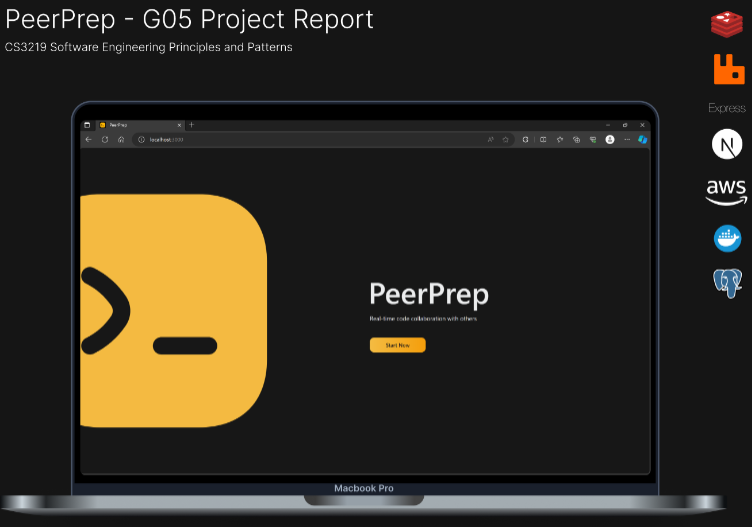 PeerPrep - G05 Project Report
CS3219 Software Engineering Principles and Patterns
Express
N
aws
PeerPrep
localhost:3000
PeerPrep
Real-time code collaboration with others
Start Now
Macbook Pro